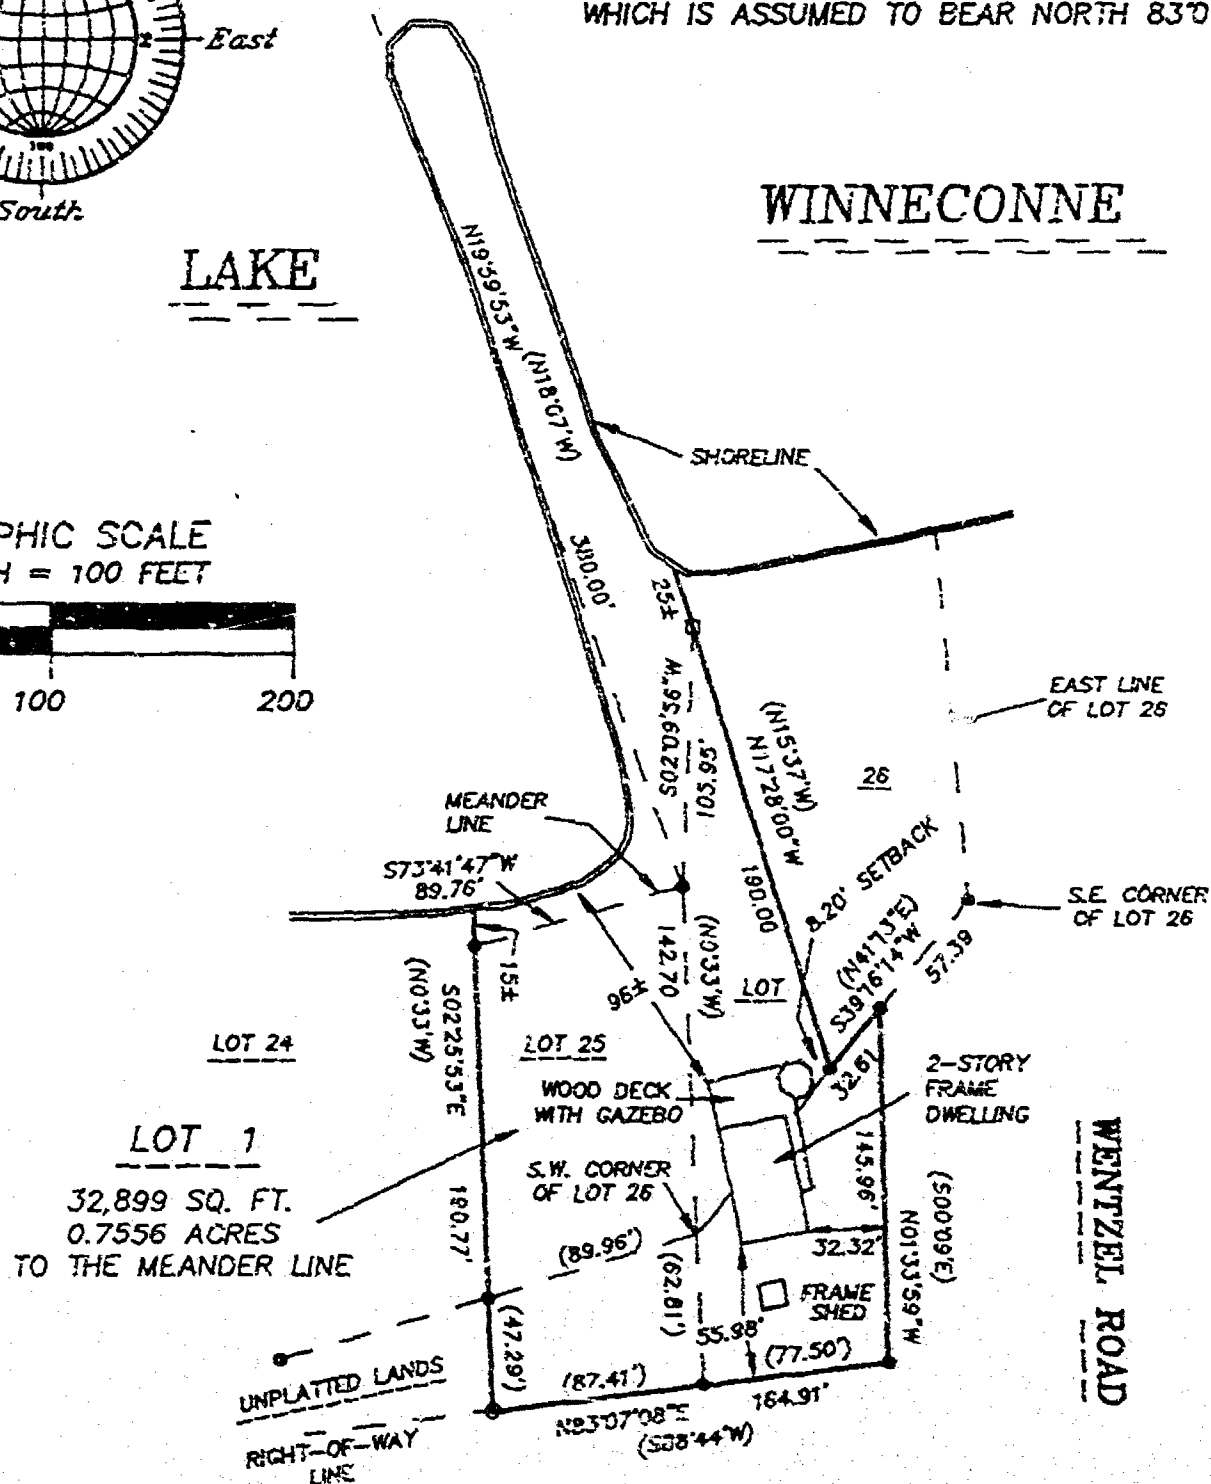 WHICH IS ASSUMED TO BEAR NORTH 83°0
East
South
180
WINNECONNE
LAKE
N19°59'53"W
(N18°07'W)
SHORELINE
PHIC SCALE
H = 100 FEET
100
200
380.00'
25±
S02°09'56"W
105.65'
(N15°37'W)
N17°28'00"W
190.00
EAST LINE
OF LOT 26
26
MEANDER
LINE
S73°41'47"W
89.76'
8.20' SETBACK
S.E. CORNER
OF LOT 26
(N41°13"E)
S39°16'14"W
57.39
15±
96±
142.70
(N0°33'W)
LOT
LOT 24
S02°25'53"E
(N0°33'W)
LOT 25
32.61
2-STORY
FRAME
DWELLING
WOOD DECK
WITH GAZEBO
LOT 1
32,899 SQ. FT.
0.7556 ACRES
TO THE MEANDER LINE
S.W. CORNER
OF LOT 26
190.77'
145.96'
(S00°09'E)
N01°33'59"W
WENTZEL ROAD
(89.96')
32.32'
(62.81')
FRAME
SHED
55.98'
(77.50')
(47.29')
UNPLATTED LANDS
(87.41')
164.91'
N83°07'08"E
(S88°44'W)
RIGHT-OF-WAY
LINE